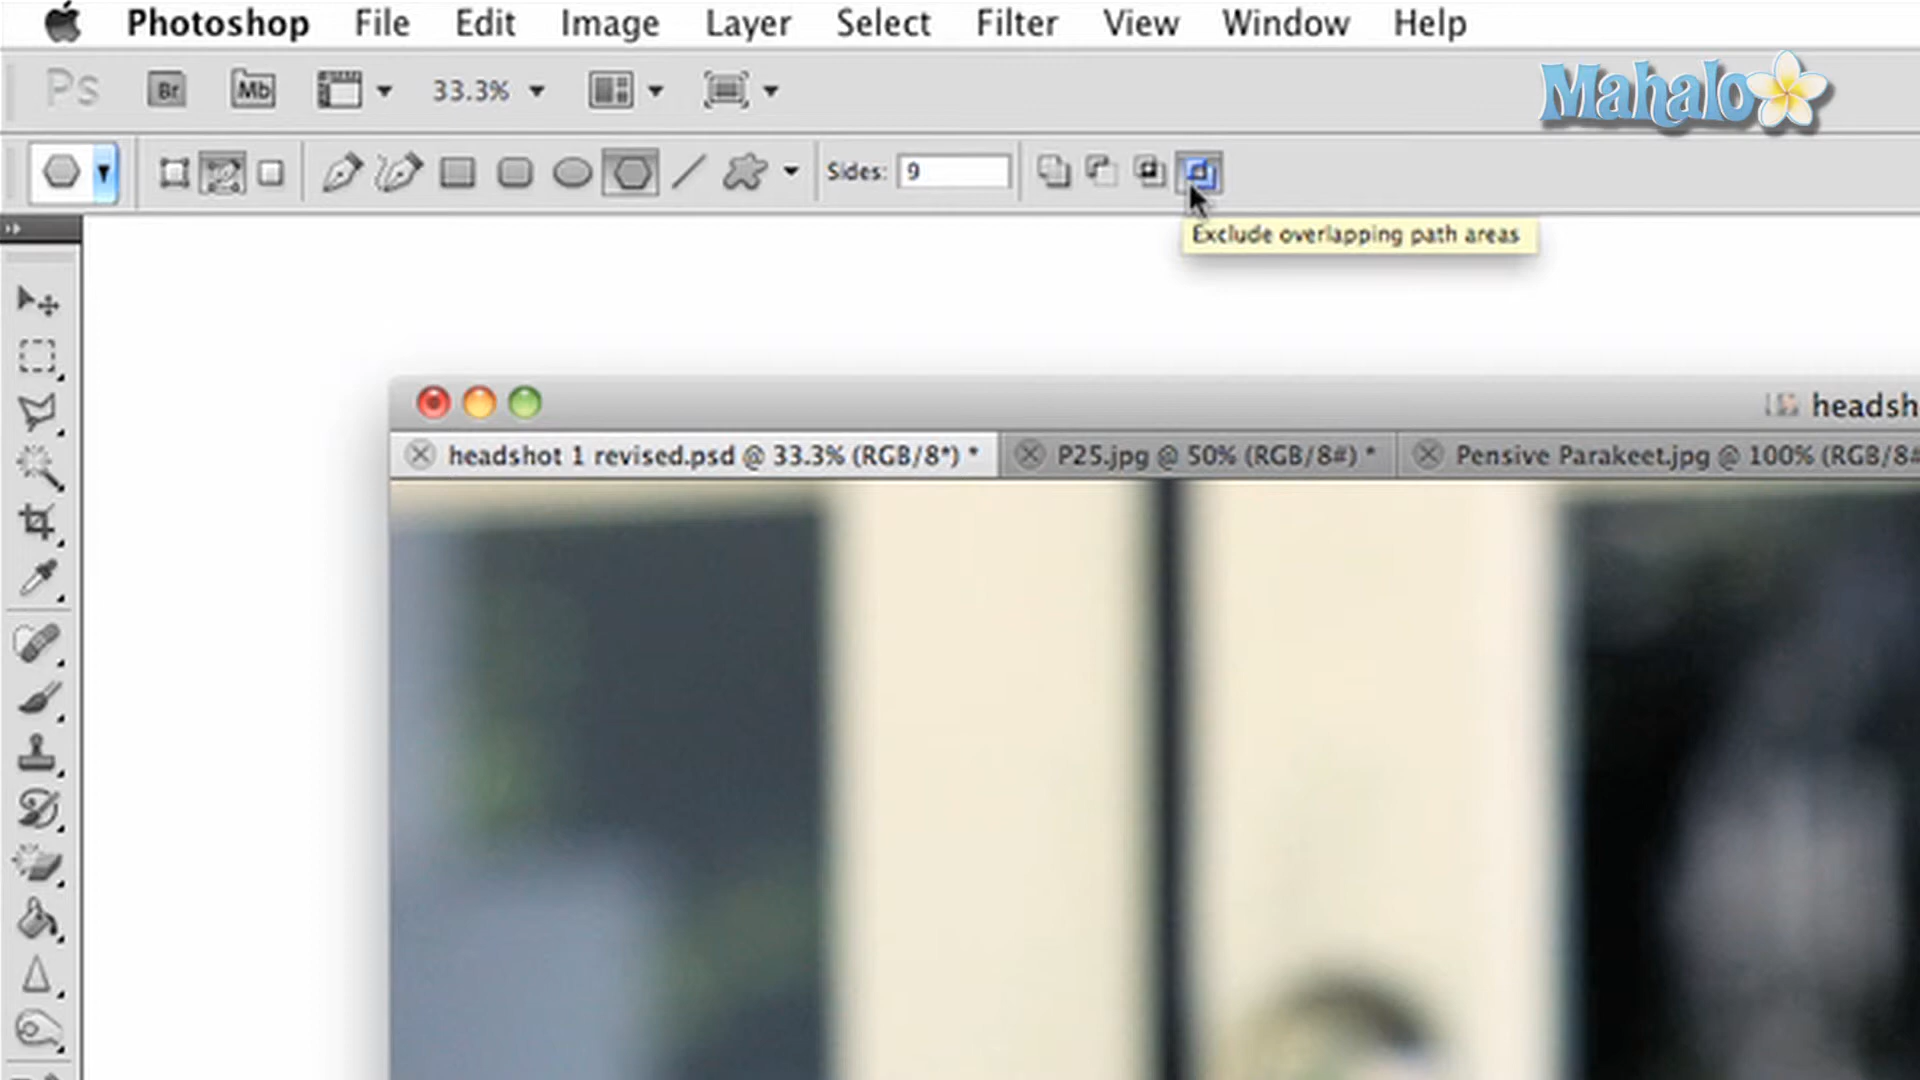 Photoshop File Edit Image Layer Select Filter View Window Help
Ps Br Mb 33.3%
Mahalo
Sides: 9
Exclude overlapping path areas
headsh
headshot 1 revised.psd @ 33.3% (RGB/8*) * P25.jpg @ 50% (RGB/8#) * Pensive Parakeet.jpg @ 100% (RGB/8#